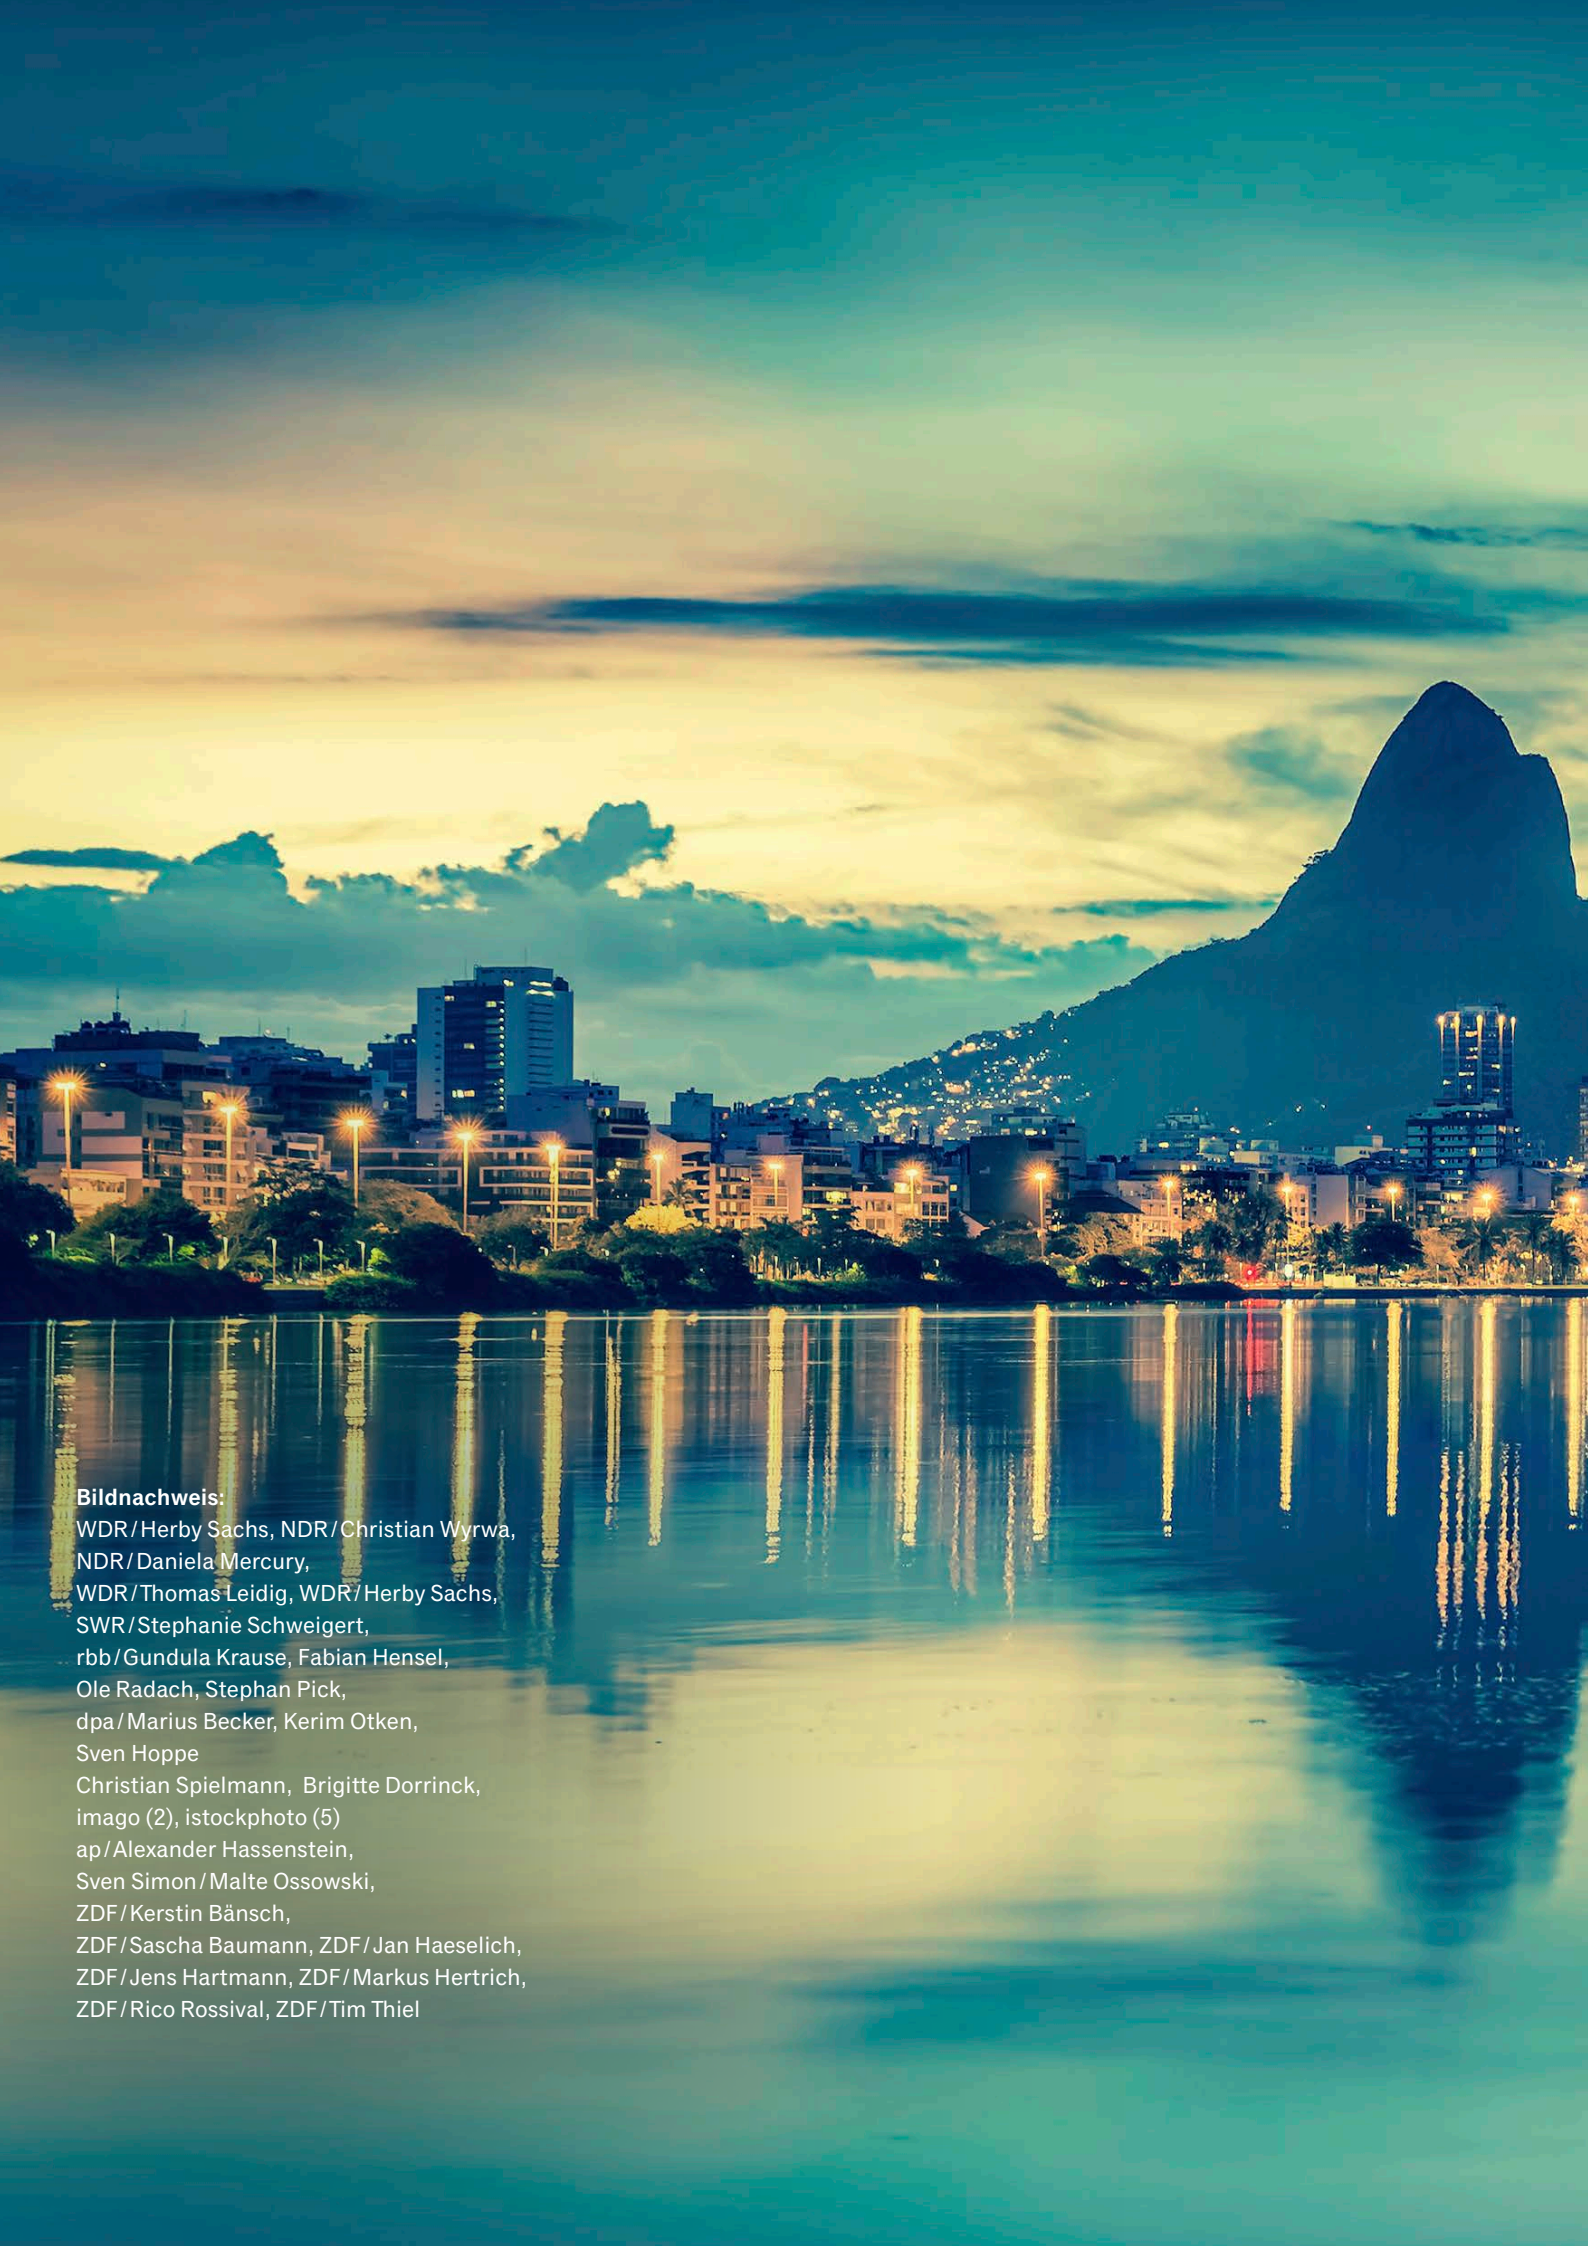 Bildnachweis:
WDR/Herby Sachs, NDR/Christian Wyrwa,
NDR/Daniela Mercury,
WDR/Thomas Leidig, WDR/Herby Sachs,
SWR/Stephanie Schweigert,
rbb/Gundula Krause, Fabian Hensel,
Ole Radach, Stephan Pick,
dpa/Marius Becker, Kerim Otken,
Sven Hoppe
Christian Spielmann, Brigitte Dorrinck,
imago (2), istockphoto (5)
ap/Alexander Hassenstein,
Sven Simon/Malte Ossowski,
ZDF/Kerstin Bänsch,
ZDF/Sascha Baumann, ZDF/Jan Haeselich,
ZDF/Jens Hartmann, ZDF/Markus Hertrich,
ZDF/Rico Rossival, ZDF/Tim Thiel